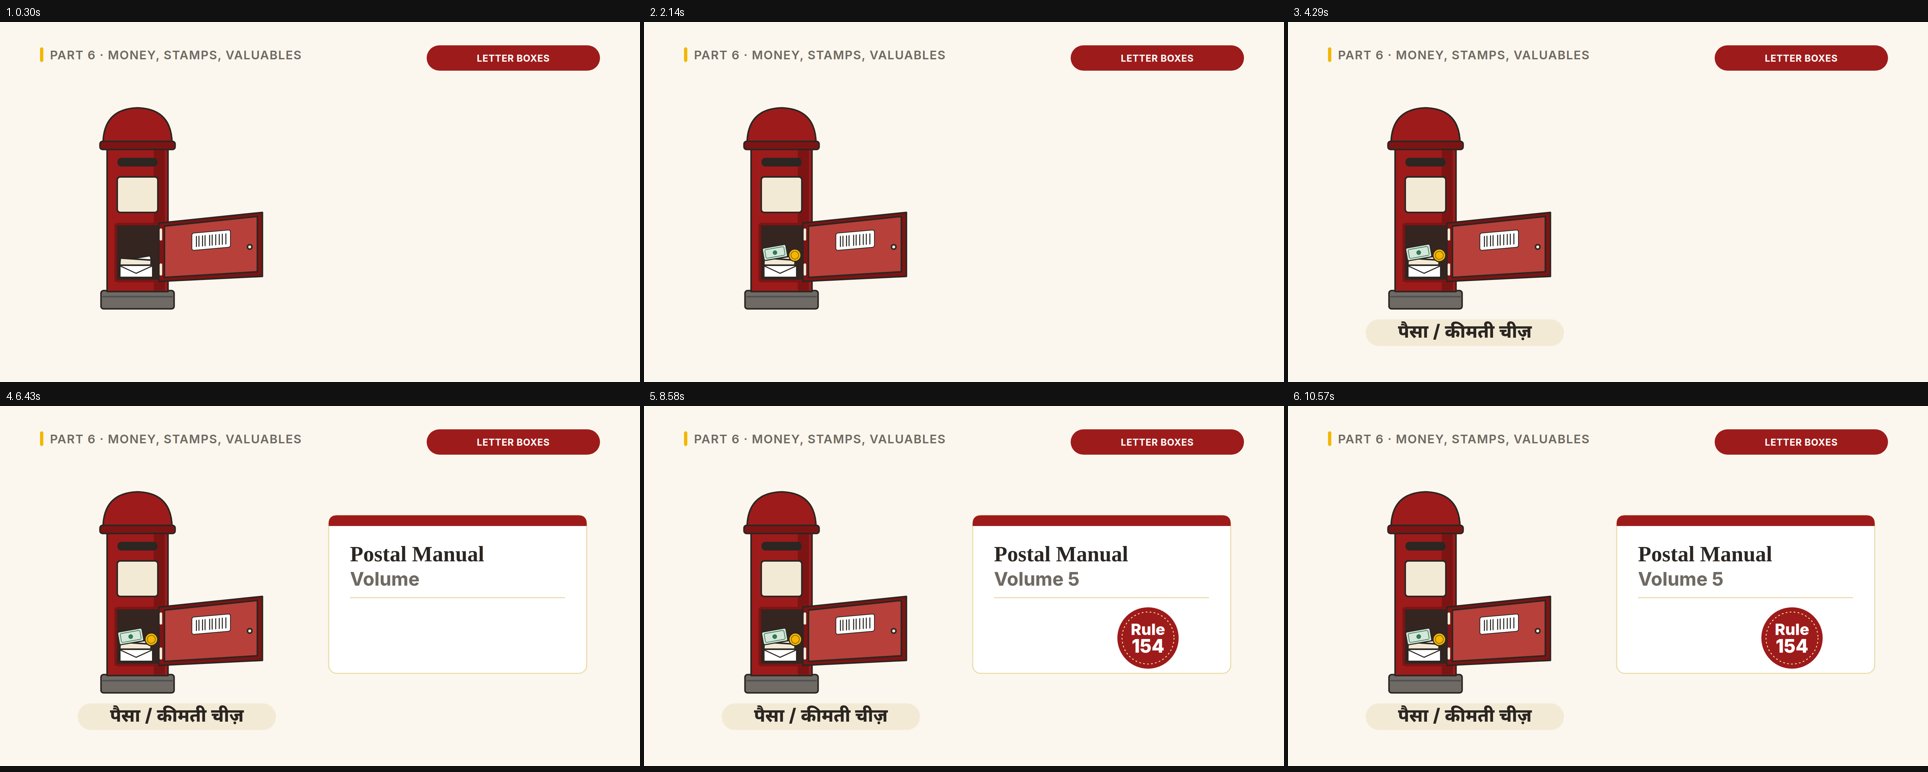 1. 0.30s
PART 6 · MONEY, STAMPS, VALUABLES
LETTER BOXES
2. 2.14s
PART 6 · MONEY, STAMPS, VALUABLES
LETTER BOXES
3. 4.29s
PART 6 · MONEY, STAMPS, VALUABLES
LETTER BOXES
पैसा / कीमती चीज़
4. 6.43s
PART 6 · MONEY, STAMPS, VALUABLES
LETTER BOXES
Postal Manual
Volume
पैसा / कीमती चीज़
5. 8.58s
PART 6 · MONEY, STAMPS, VALUABLES
LETTER BOXES
Postal Manual
Volume 5
Rule
154
पैसा / कीमती चीज़
6. 10.57s
PART 6 · MONEY, STAMPS, VALUABLES
LETTER BOXES
Postal Manual
Volume 5
Rule
154
पैसा / कीमती चीज़